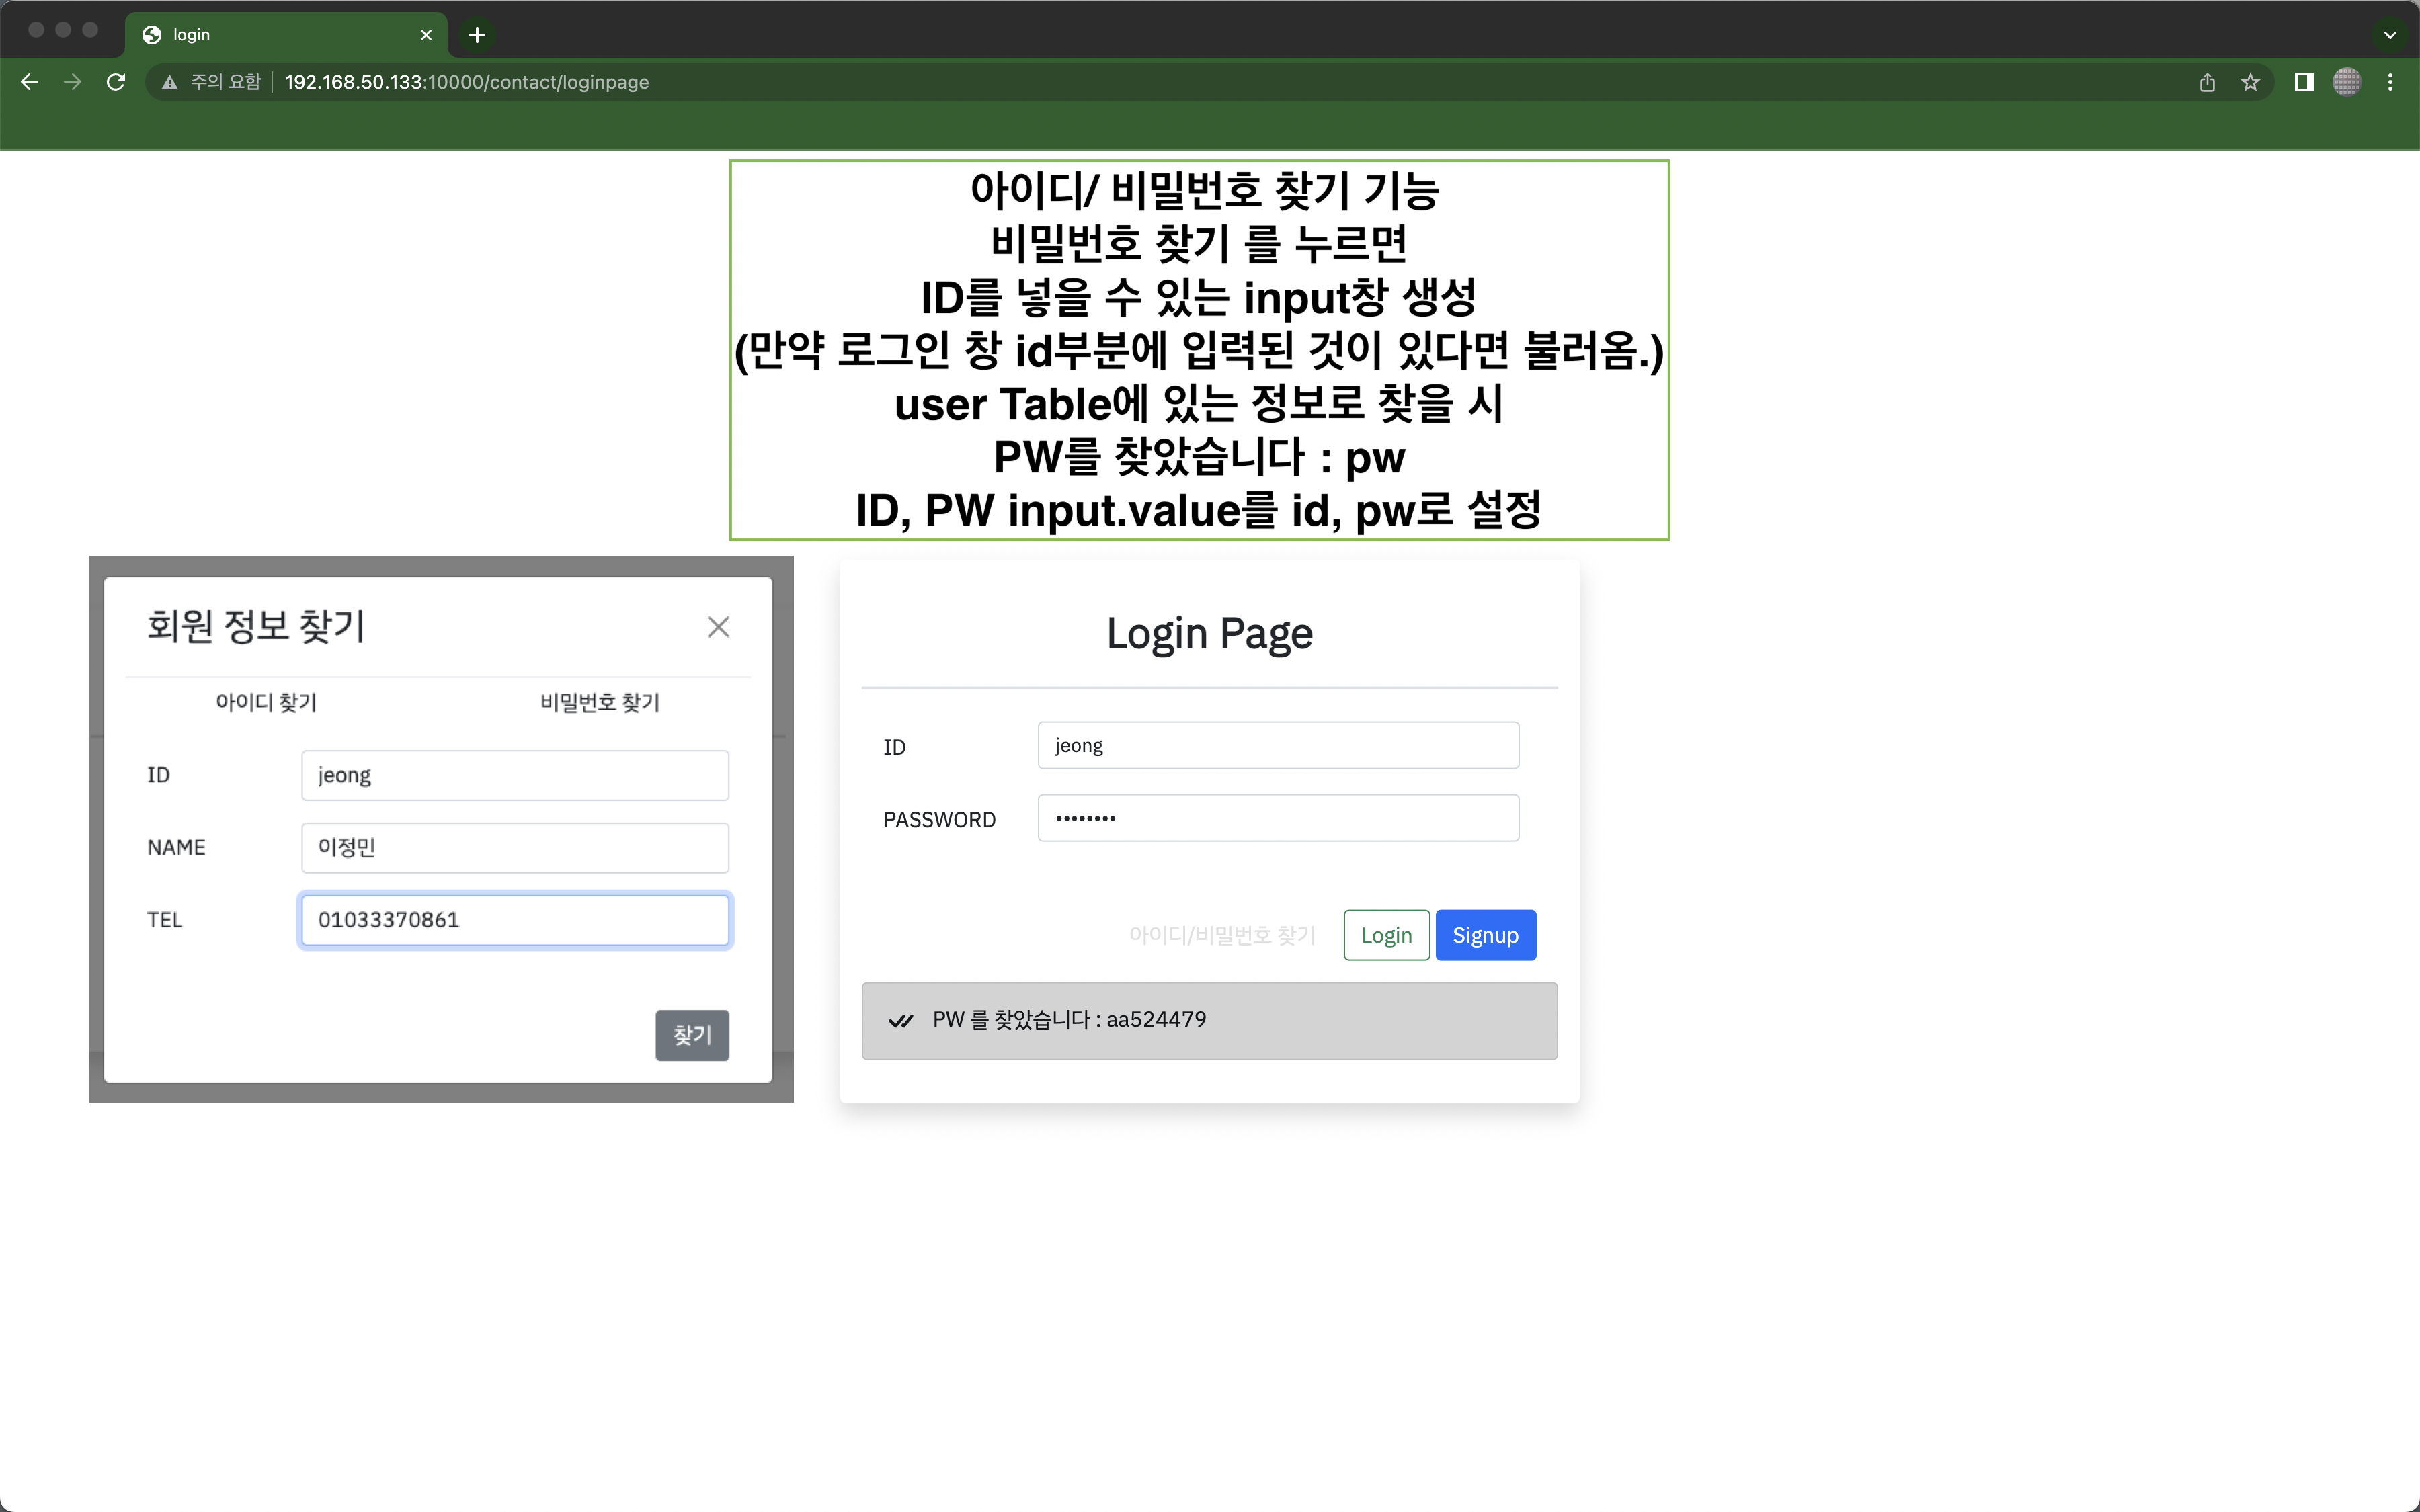 login
주의 요함 192.168.50.133:10000/contact/loginpage
아이디/ 비밀번호 찾기 기능
비밀번호 찾기 를 누르면
ID를 넣을 수 있는 input창 생성
(만약 로그인 창 id부분에 입력된 것이 있다면 불러옴.)
user Table에 있는 정보로 찾을 시
PW를 찾았습니다 : pw
ID, PW input.value를 id, pw로 설정
회원 정보 찾기
아이디 찾기 비밀번호 찾기
ID jeong
NAME 이정민
TEL 01033370861
찾기
Login Page
ID jeong
PASSWORD ••••••••
아이디/비밀번호 찾기 Login Signup
PW 를 찾았습니다 : aa524479